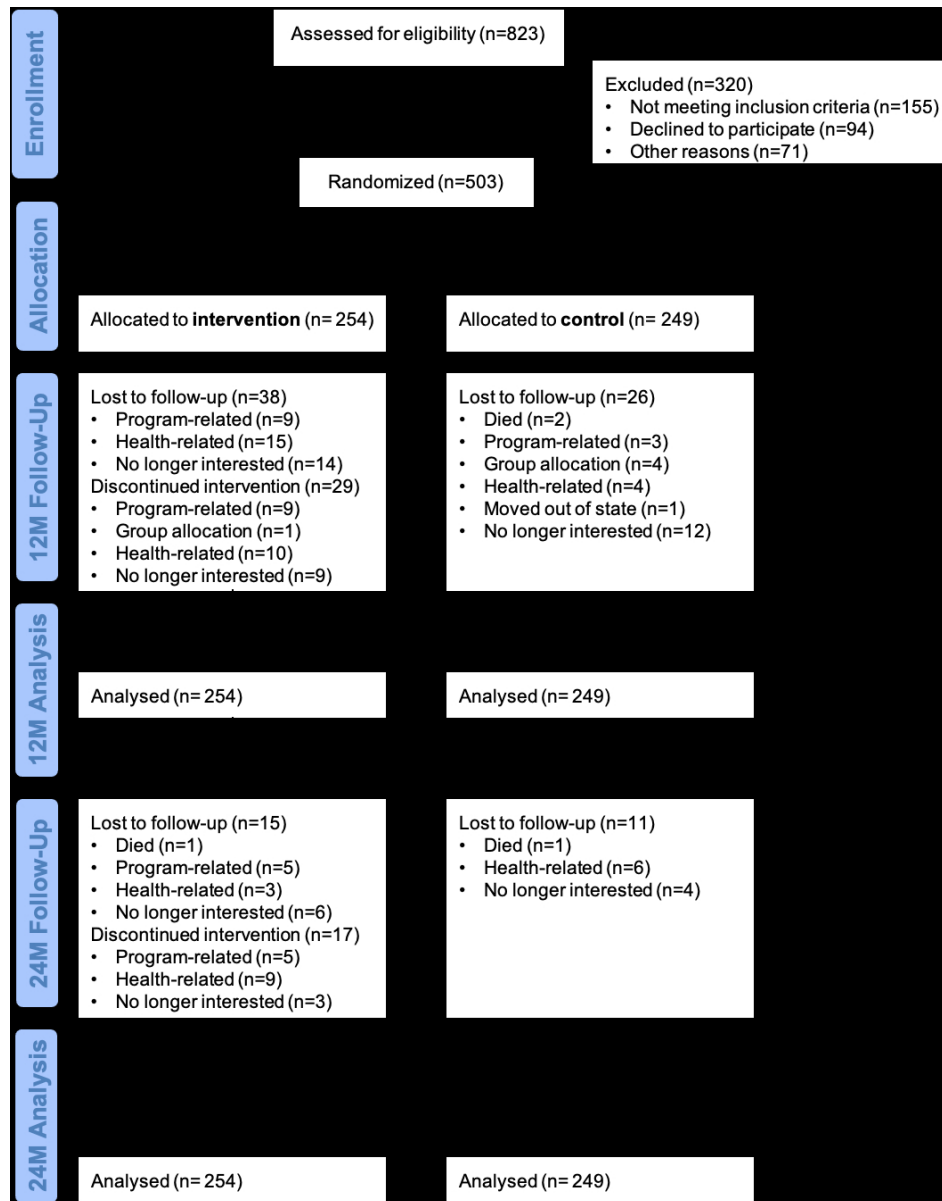 Enrollment
Assessed for eligibility (n=823)
Excluded (n=320)
• Not meeting inclusion criteria (n=155)
• Declined to participate (n=94)
• Other reasons (n=71)
Randomized (n=503)
Allocation
Allocated to intervention (n= 254)
Allocated to control (n= 249)
12M Follow-Up
Lost to follow-up (n=38)
• Program-related (n=9)
• Health-related (n=15)
• No longer interested (n=14)
Discontinued intervention (n=29)
• Program-related (n=9)
• Group allocation (n=1)
• Health-related (n=10)
• No longer interested (n=9)
Lost to follow-up (n=26)
• Died (n=2)
• Program-related (n=3)
• Group allocation (n=4)
• Health-related (n=4)
• Moved out of state (n=1)
• No longer interested (n=12)
12M Analysis
Analysed (n= 254)
Analysed (n= 249)
24M Follow-Up
Lost to follow-up (n=15)
• Died (n=1)
• Program-related (n=5)
• Health-related (n=3)
• No longer interested (n=6)
Discontinued intervention (n=17)
• Program-related (n=5)
• Health-related (n=9)
• No longer interested (n=3)
Lost to follow-up (n=11)
• Died (n=1)
• Health-related (n=6)
• No longer interested (n=4)
24M Analysis
Analysed (n= 254)
Analysed (n= 249)